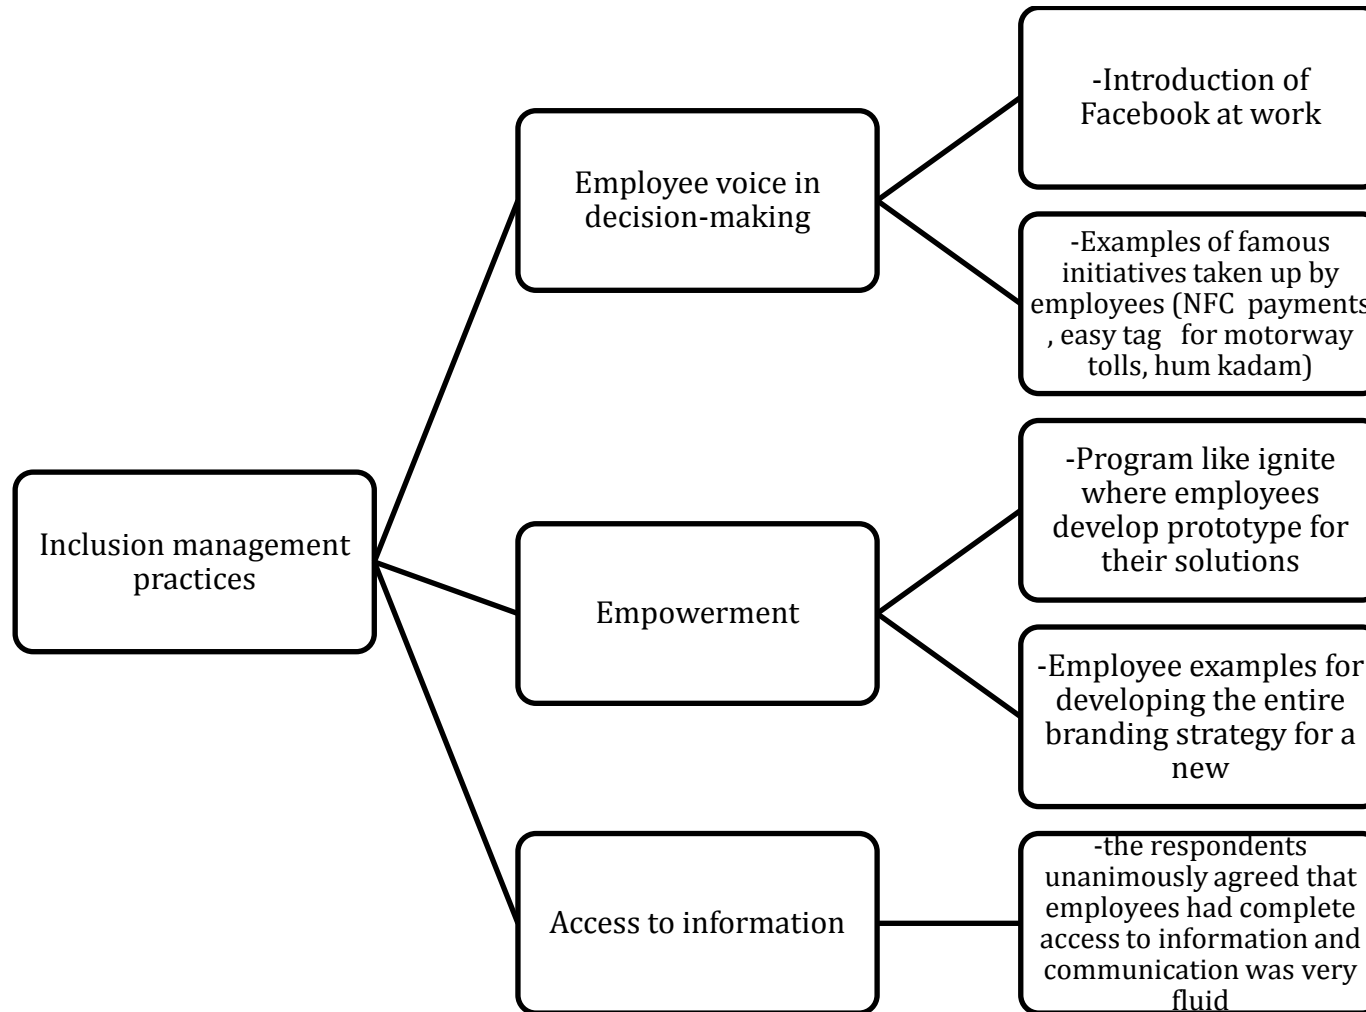 Inclusion management
practices
Employee voice in
decision-making
-Introduction of
Facebook at work
-Examples of famous
initiatives taken up by
employees (NFC  payments
, easy tag   for motorway
tolls, hum kadam)
Empowerment
-Program like ignite
where employees
develop prototype for
their solutions
-Employee examples for
developing the entire
branding strategy for a
new
Access to information
-the respondents
unanimously agreed that
employees had complete
access to information and
communication was very
fluid